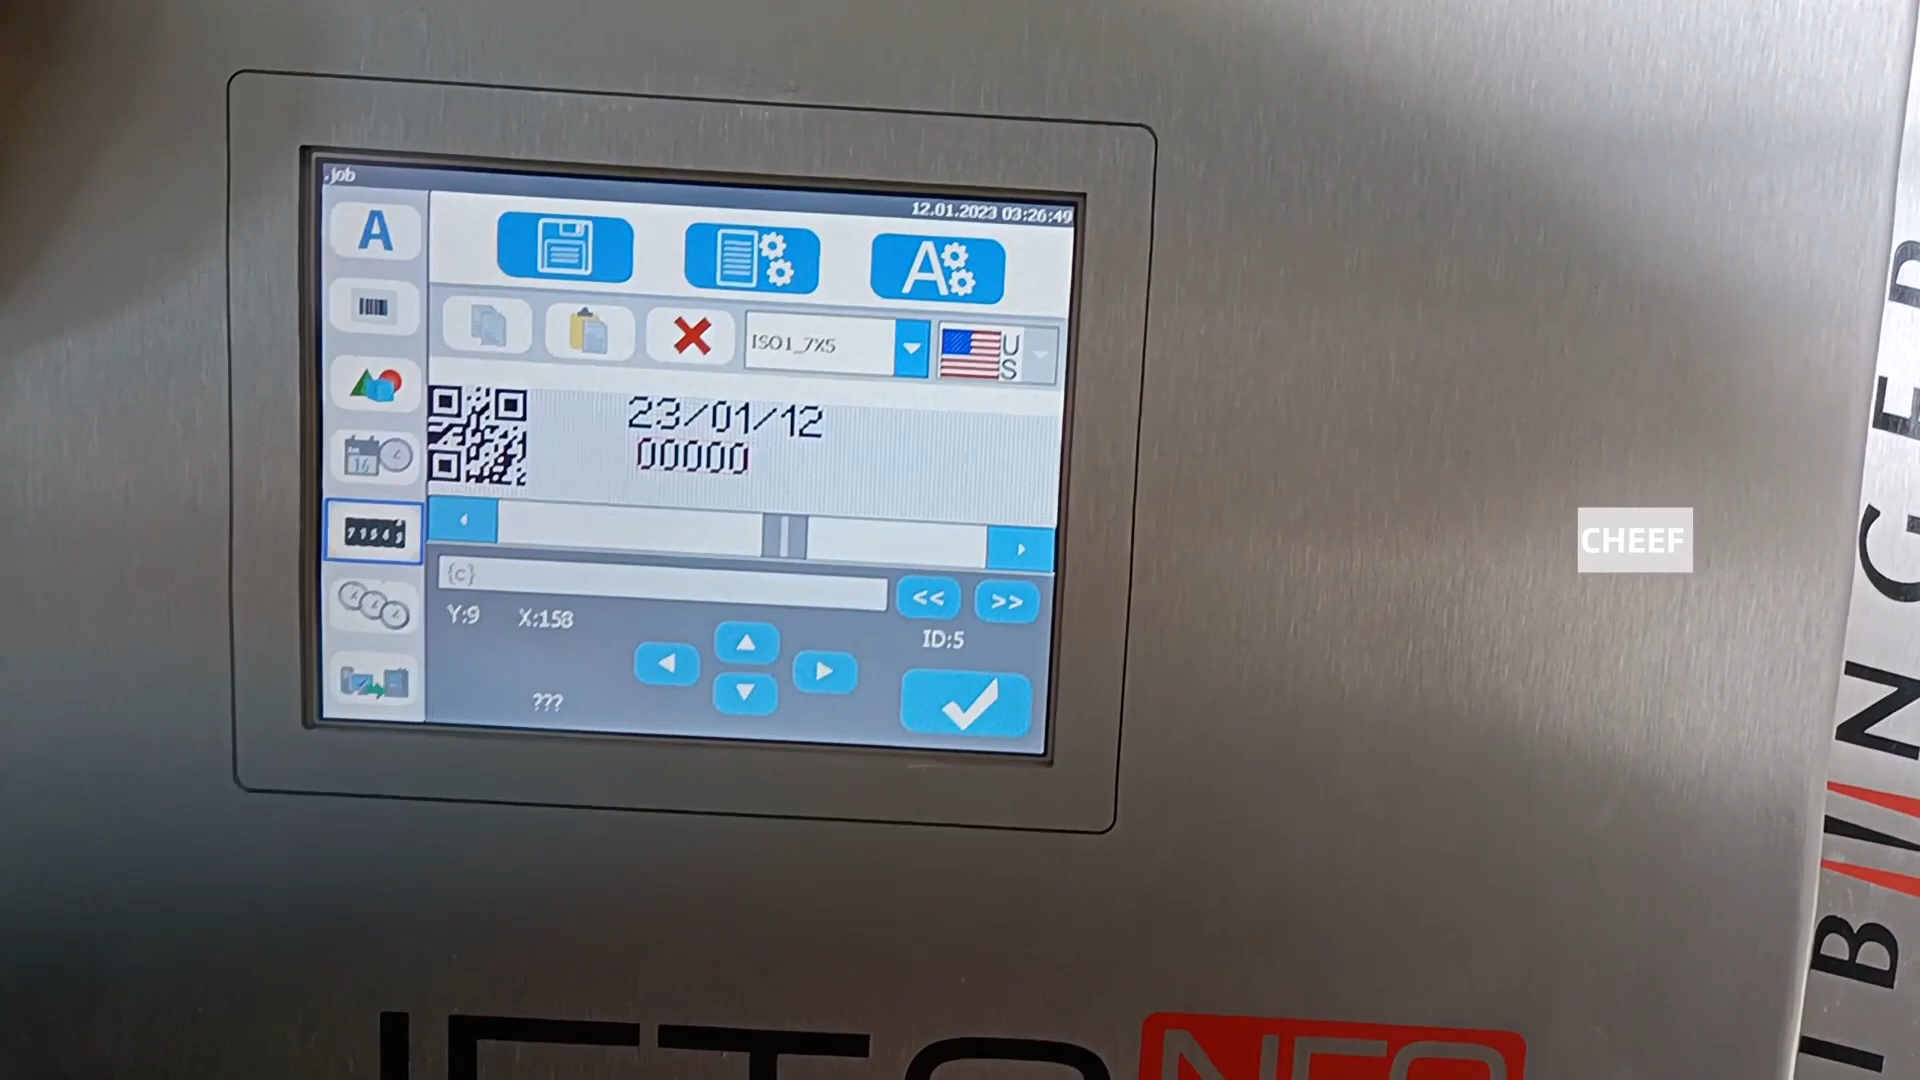 .job
12.01.2023 03:26:49
A
A
ISO1_7X5
US
23/01/12
00000
{c}
<< >>
Y:9 X:158
ID:5
???
CHEEF